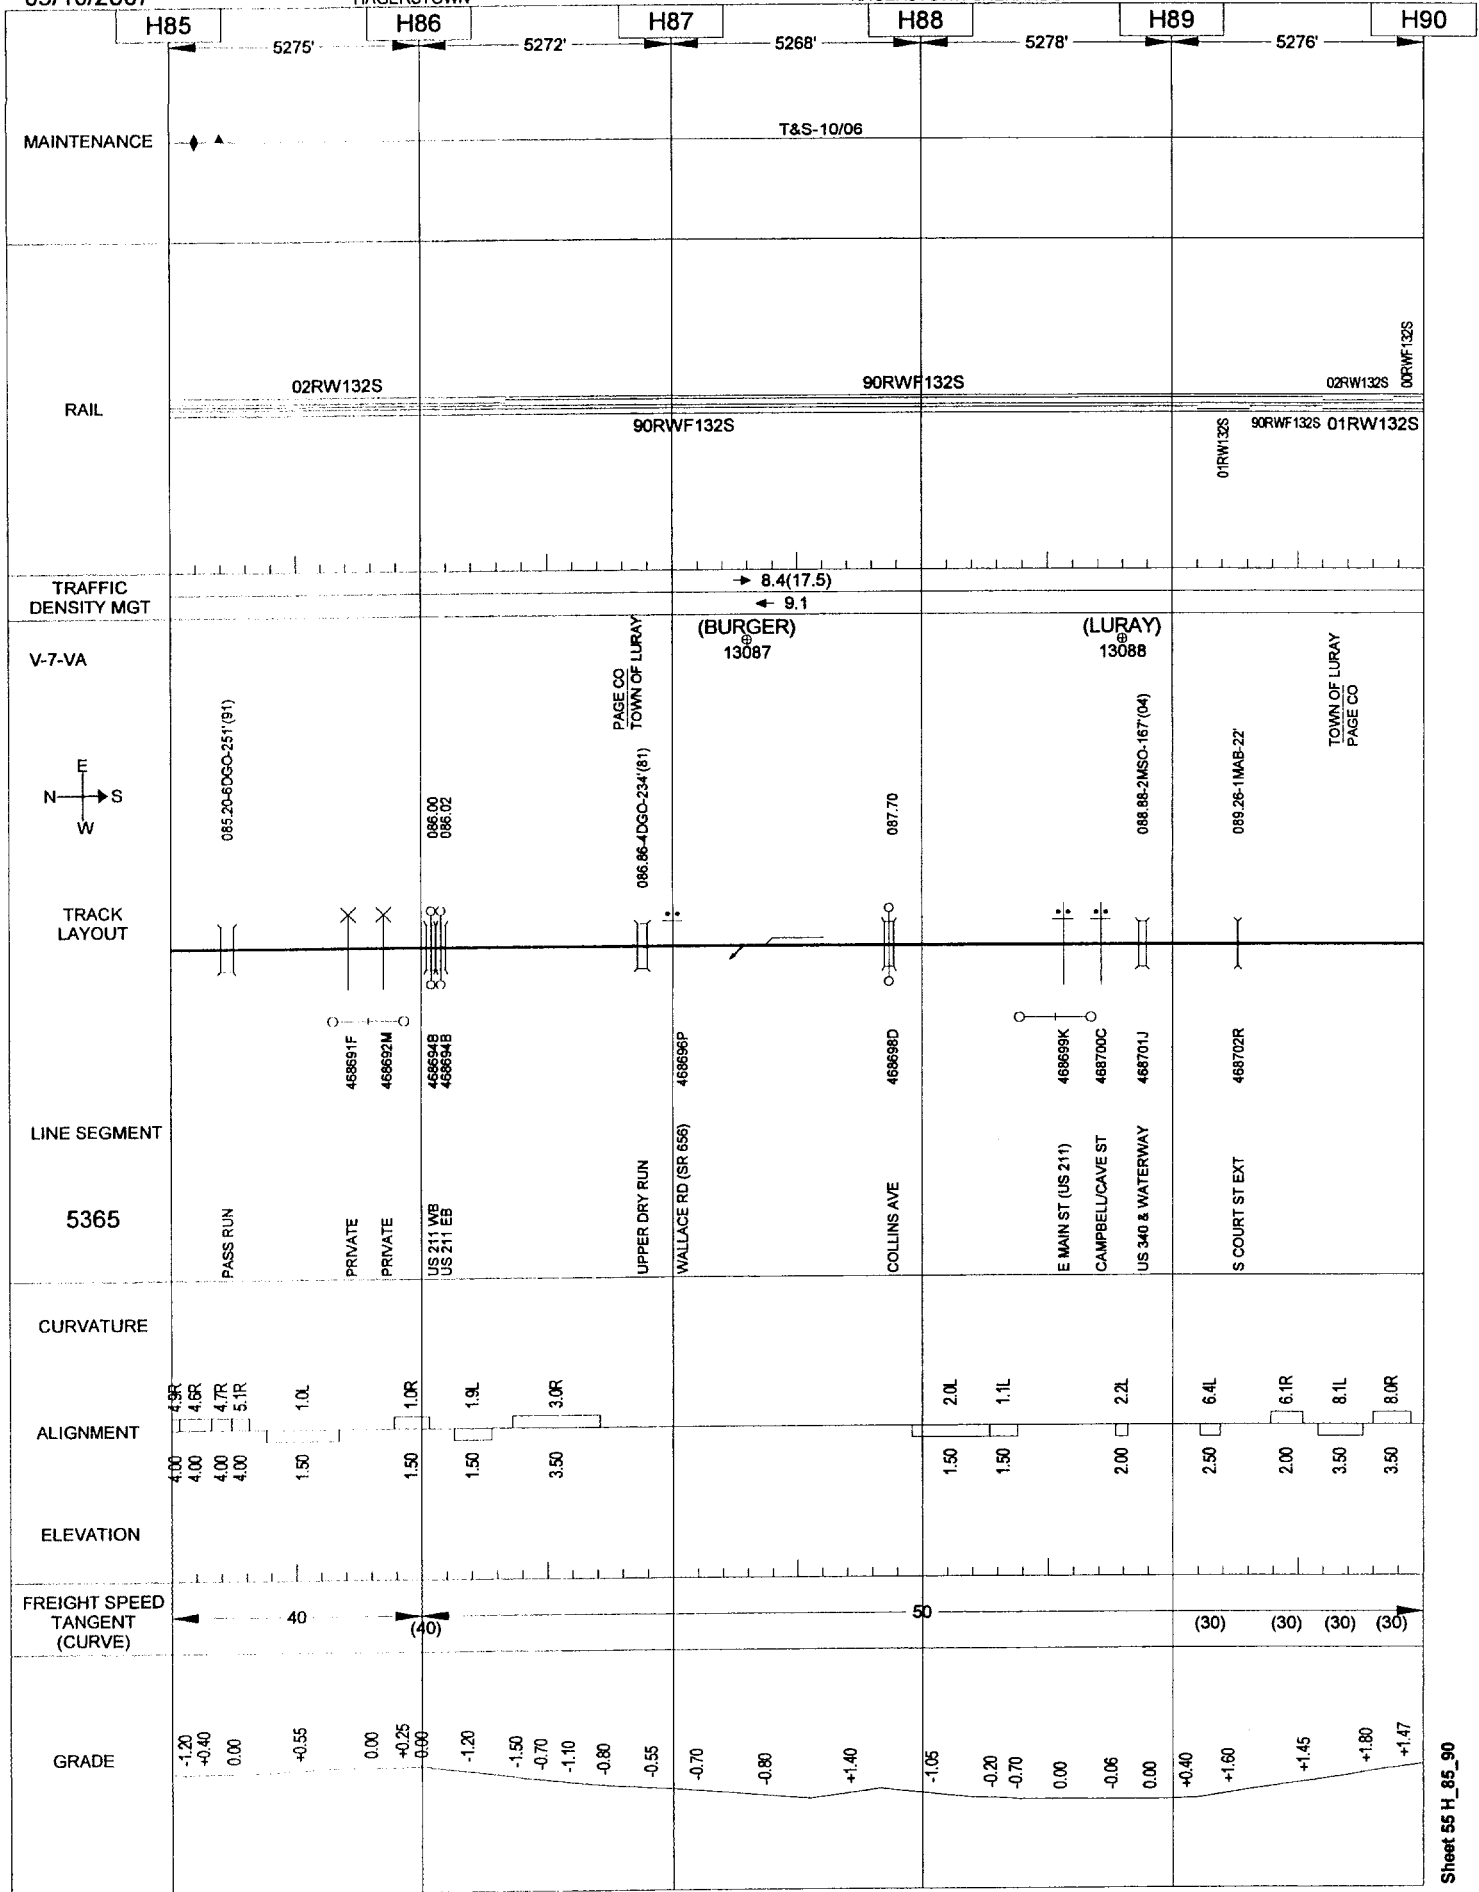 H85 H86 H87 H88 H89 H90
5275' 5272' 5268' 5278' 5276'
MAINTENANCE
T&S-10/06
RAIL
02RW132S
90RWF132S
02RW132S
00RWF132S
90RWF132S
01RW132S
90RWF132S
01RW132S
TRAFFIC
DENSITY MGT
8.4(17.5)
9.1
V-7-VA
(BURGER)
13087
(LURAY)
13088
PAGE CO
TOWN OF LURAY
TOWN OF LURAY
PAGE CO
E
N S
W
085.20-6DGO-251'(91)
086.00
086.02
086.86-4DGO-234'(81)
087.70
088.88-2MSO-167'(04)
089.26-1MAB-22'
TRACK
LAYOUT
468691F
468692M
468694B
468694B
468696P
468698D
468699K
468700C
468701J
468702R
LINE SEGMENT
5365
PASS RUN
PRIVATE
PRIVATE
US 211 WB
US 211 EB
UPPER DRY RUN
WALLACE RD (SR 656)
COLLINS AVE
E MAIN ST (US 211)
CAMPBELL/CAVE ST
US 340 & WATERWAY
S COURT ST EXT
CURVATURE
4.9R 4.6R 4.7R 5.1R 1.0L 1.0R 1.9L 3.0R 2.0L 1.1L 2.2L 6.4L 6.1R 8.1L 8.0R
ALIGNMENT
4.00 4.00 4.00 4.00 1.50 1.50 1.50 3.50 1.50 1.50 2.00 2.50 2.00 3.50 3.50
ELEVATION
FREIGHT SPEED
TANGENT
(CURVE)
40 50
(40) (30) (30) (30) (30)
GRADE
-1.20 +0.40 0.00 +0.55 0.00 +0.25 0.00 -1.20 -1.50 -0.70 -1.10 -0.80 -0.55 -0.70 -0.80 +1.40 -1.05 -0.20 -0.70 0.00 -0.06 0.00 +0.40 +1.60 +1.45 +1.80 +1.47
Sheet 55 H_85_90